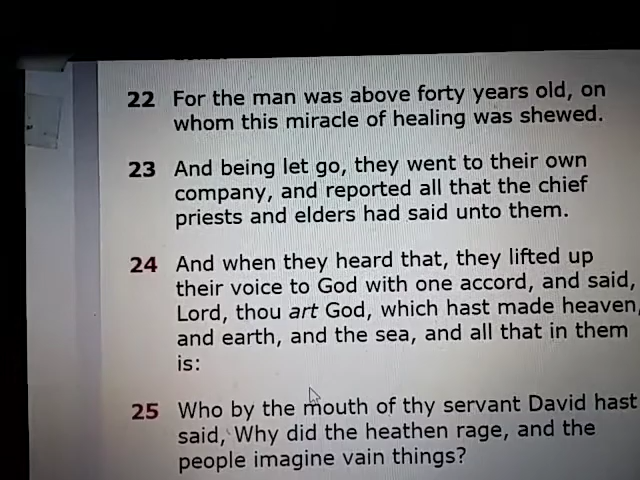 22 For the man was above forty years old, on
whom this miracle of healing was shewed.
23 And being let go, they went to their own
company, and reported all that the chief
priests and elders had said unto them.
24 And when they heard that, they lifted up
their voice to God with one accord, and said,
Lord, thou art God, which hast made heaven,
and earth, and the sea, and all that in them
is:
25 Who by the mouth of thy servant David hast
said, Why did the heathen rage, and the
people imagine vain things?